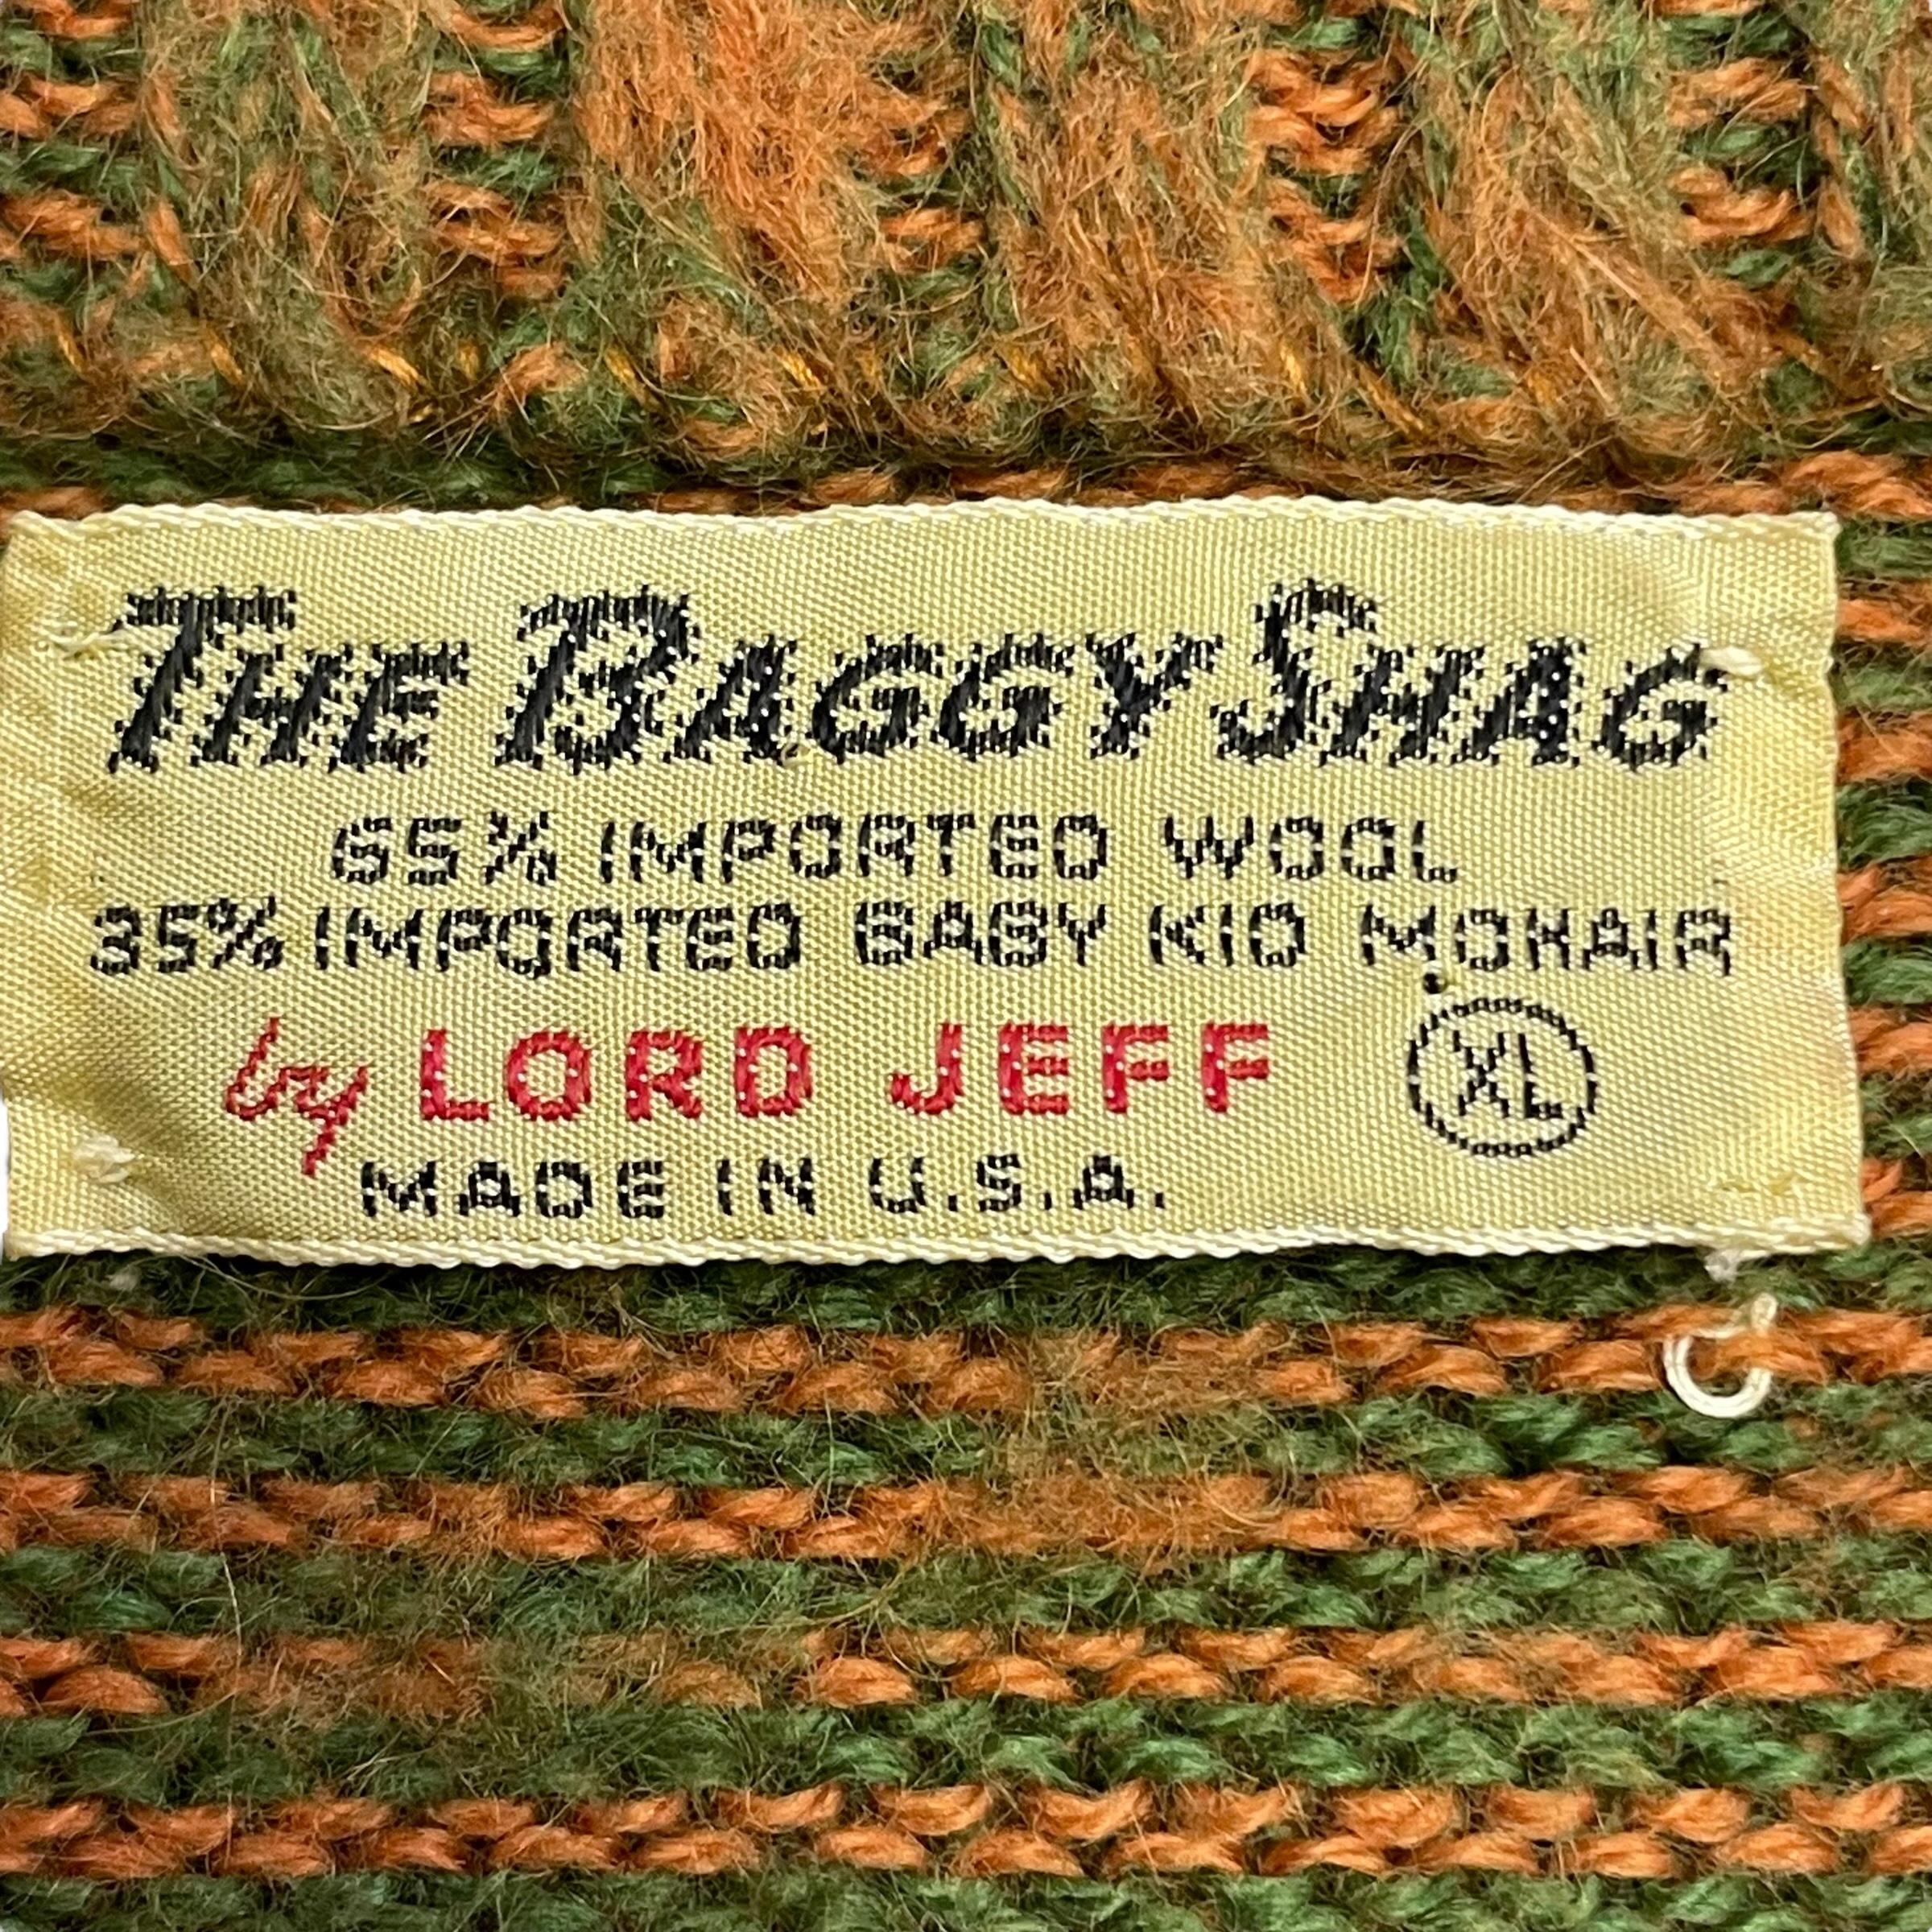 THE BAGGY SHAG
65% IMPORTED WOOL
35% IMPORTED BABY KID MOHAIR
by LORD JEFF XL
MADE IN U.S.A.